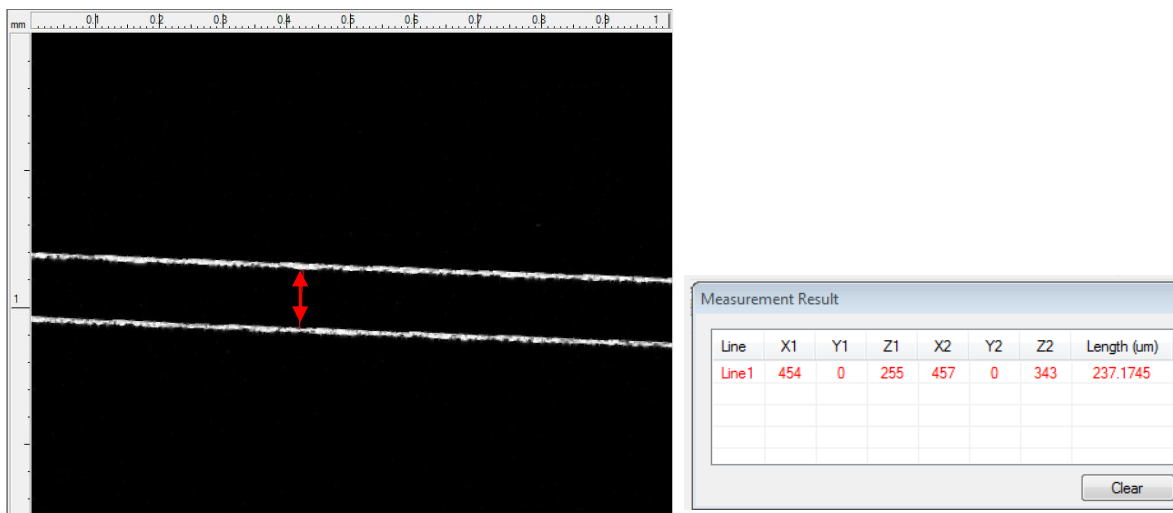 mm 0.1 0.2 0.3 0.4 0.5 0.6 0.7 0.8 0.9 1
1
Measurement Result
Line X1 Y1 Z1 X2 Y2 Z2 Length (um)
Line1 454 0 255 457 0 343 237.1745
Clear